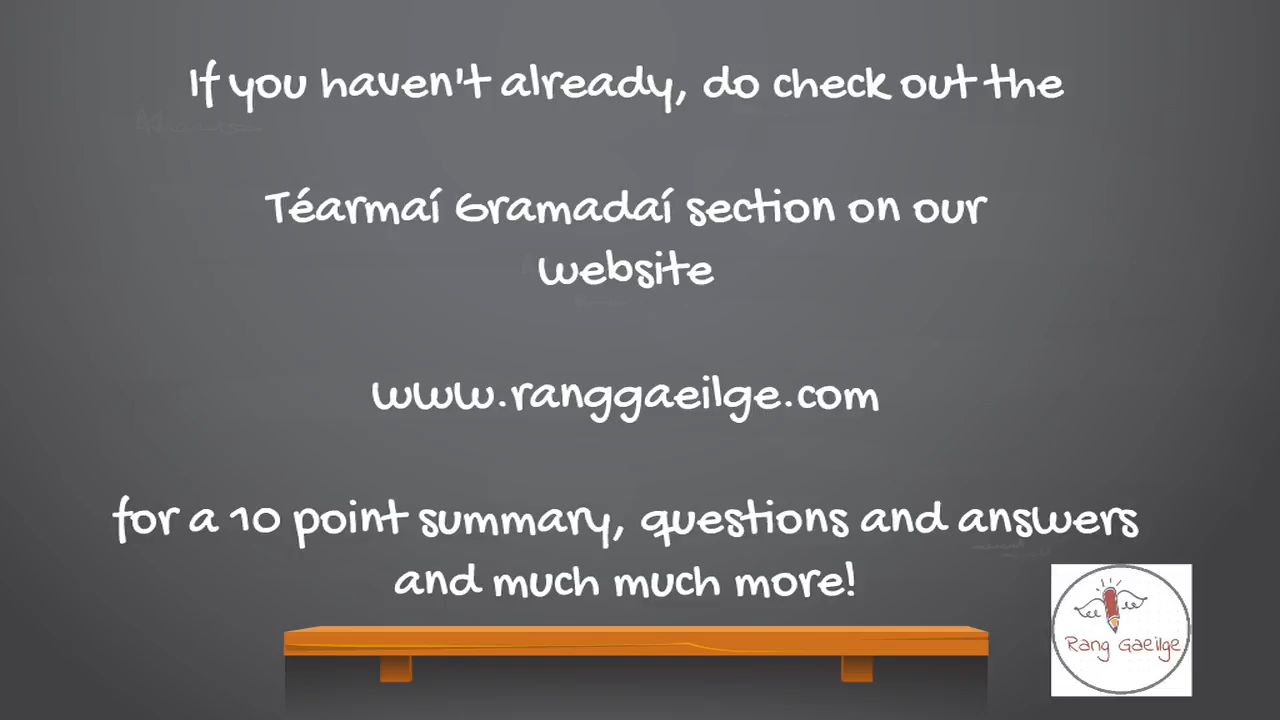 If you haven't already, do check out the
Téarmaí Gramadaí section on our
website
www.ranggaeilge.com
for a 10 point summary, questions and answers
and much much more!
Rang Gaeilge